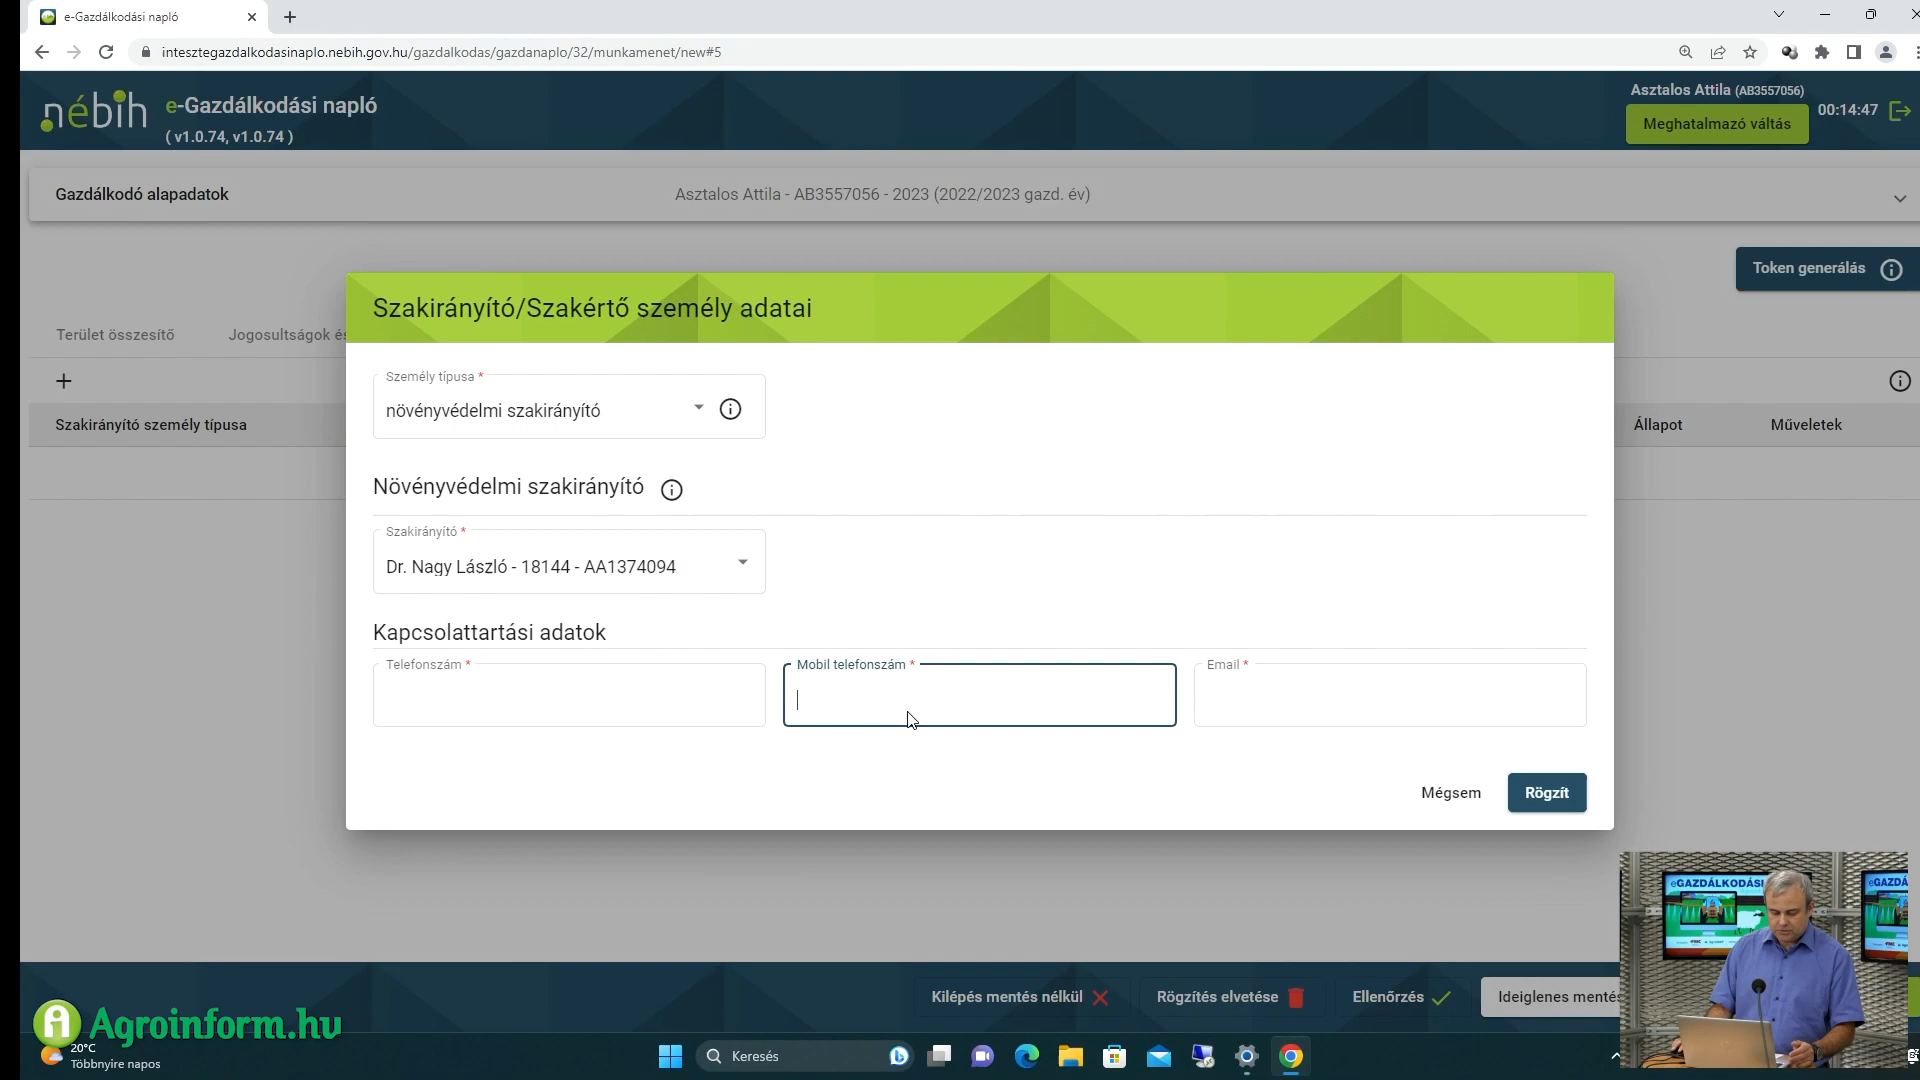 e-Gazdálkodási napló
intesztegazdalkodasinaplo.nebih.gov.hu/gazdalkodas/gazdanaplo/32/munkamenet/new#5
nébih
e-Gazdálkodási napló
( v1.0.74, v1.0.74 )
Asztalos Attila (AB3557056)
Meghatalmazó váltás
00:14:47
Gazdálkodó alapadatok
Asztalos Attila - AB3557056 - 2023 (2022/2023 gazd. év)
Token generálás
Terület összesítő
Jogosultságok és
Szakirányító személy típusa
Állapot
Műveletek
Szakirányító/Szakértő személy adatai
Személy típusa *
növényvédelmi szakirányító
Növényvédelmi szakirányító
Szakirányító *
Dr. Nagy László - 18144 - AA1374094
Kapcsolattartási adatok
Telefonszám *
Mobil telefonszám *
Email *
Mégsem
Rögzít
eGAZDÁLKODÁSI
eGAZDÁ
Kilépés mentés nélkül
Rögzítés elvetése
Ellenőrzés
Ideiglenes mentés
Agroinform.hu
20°C
Többnyire napos
Keresés